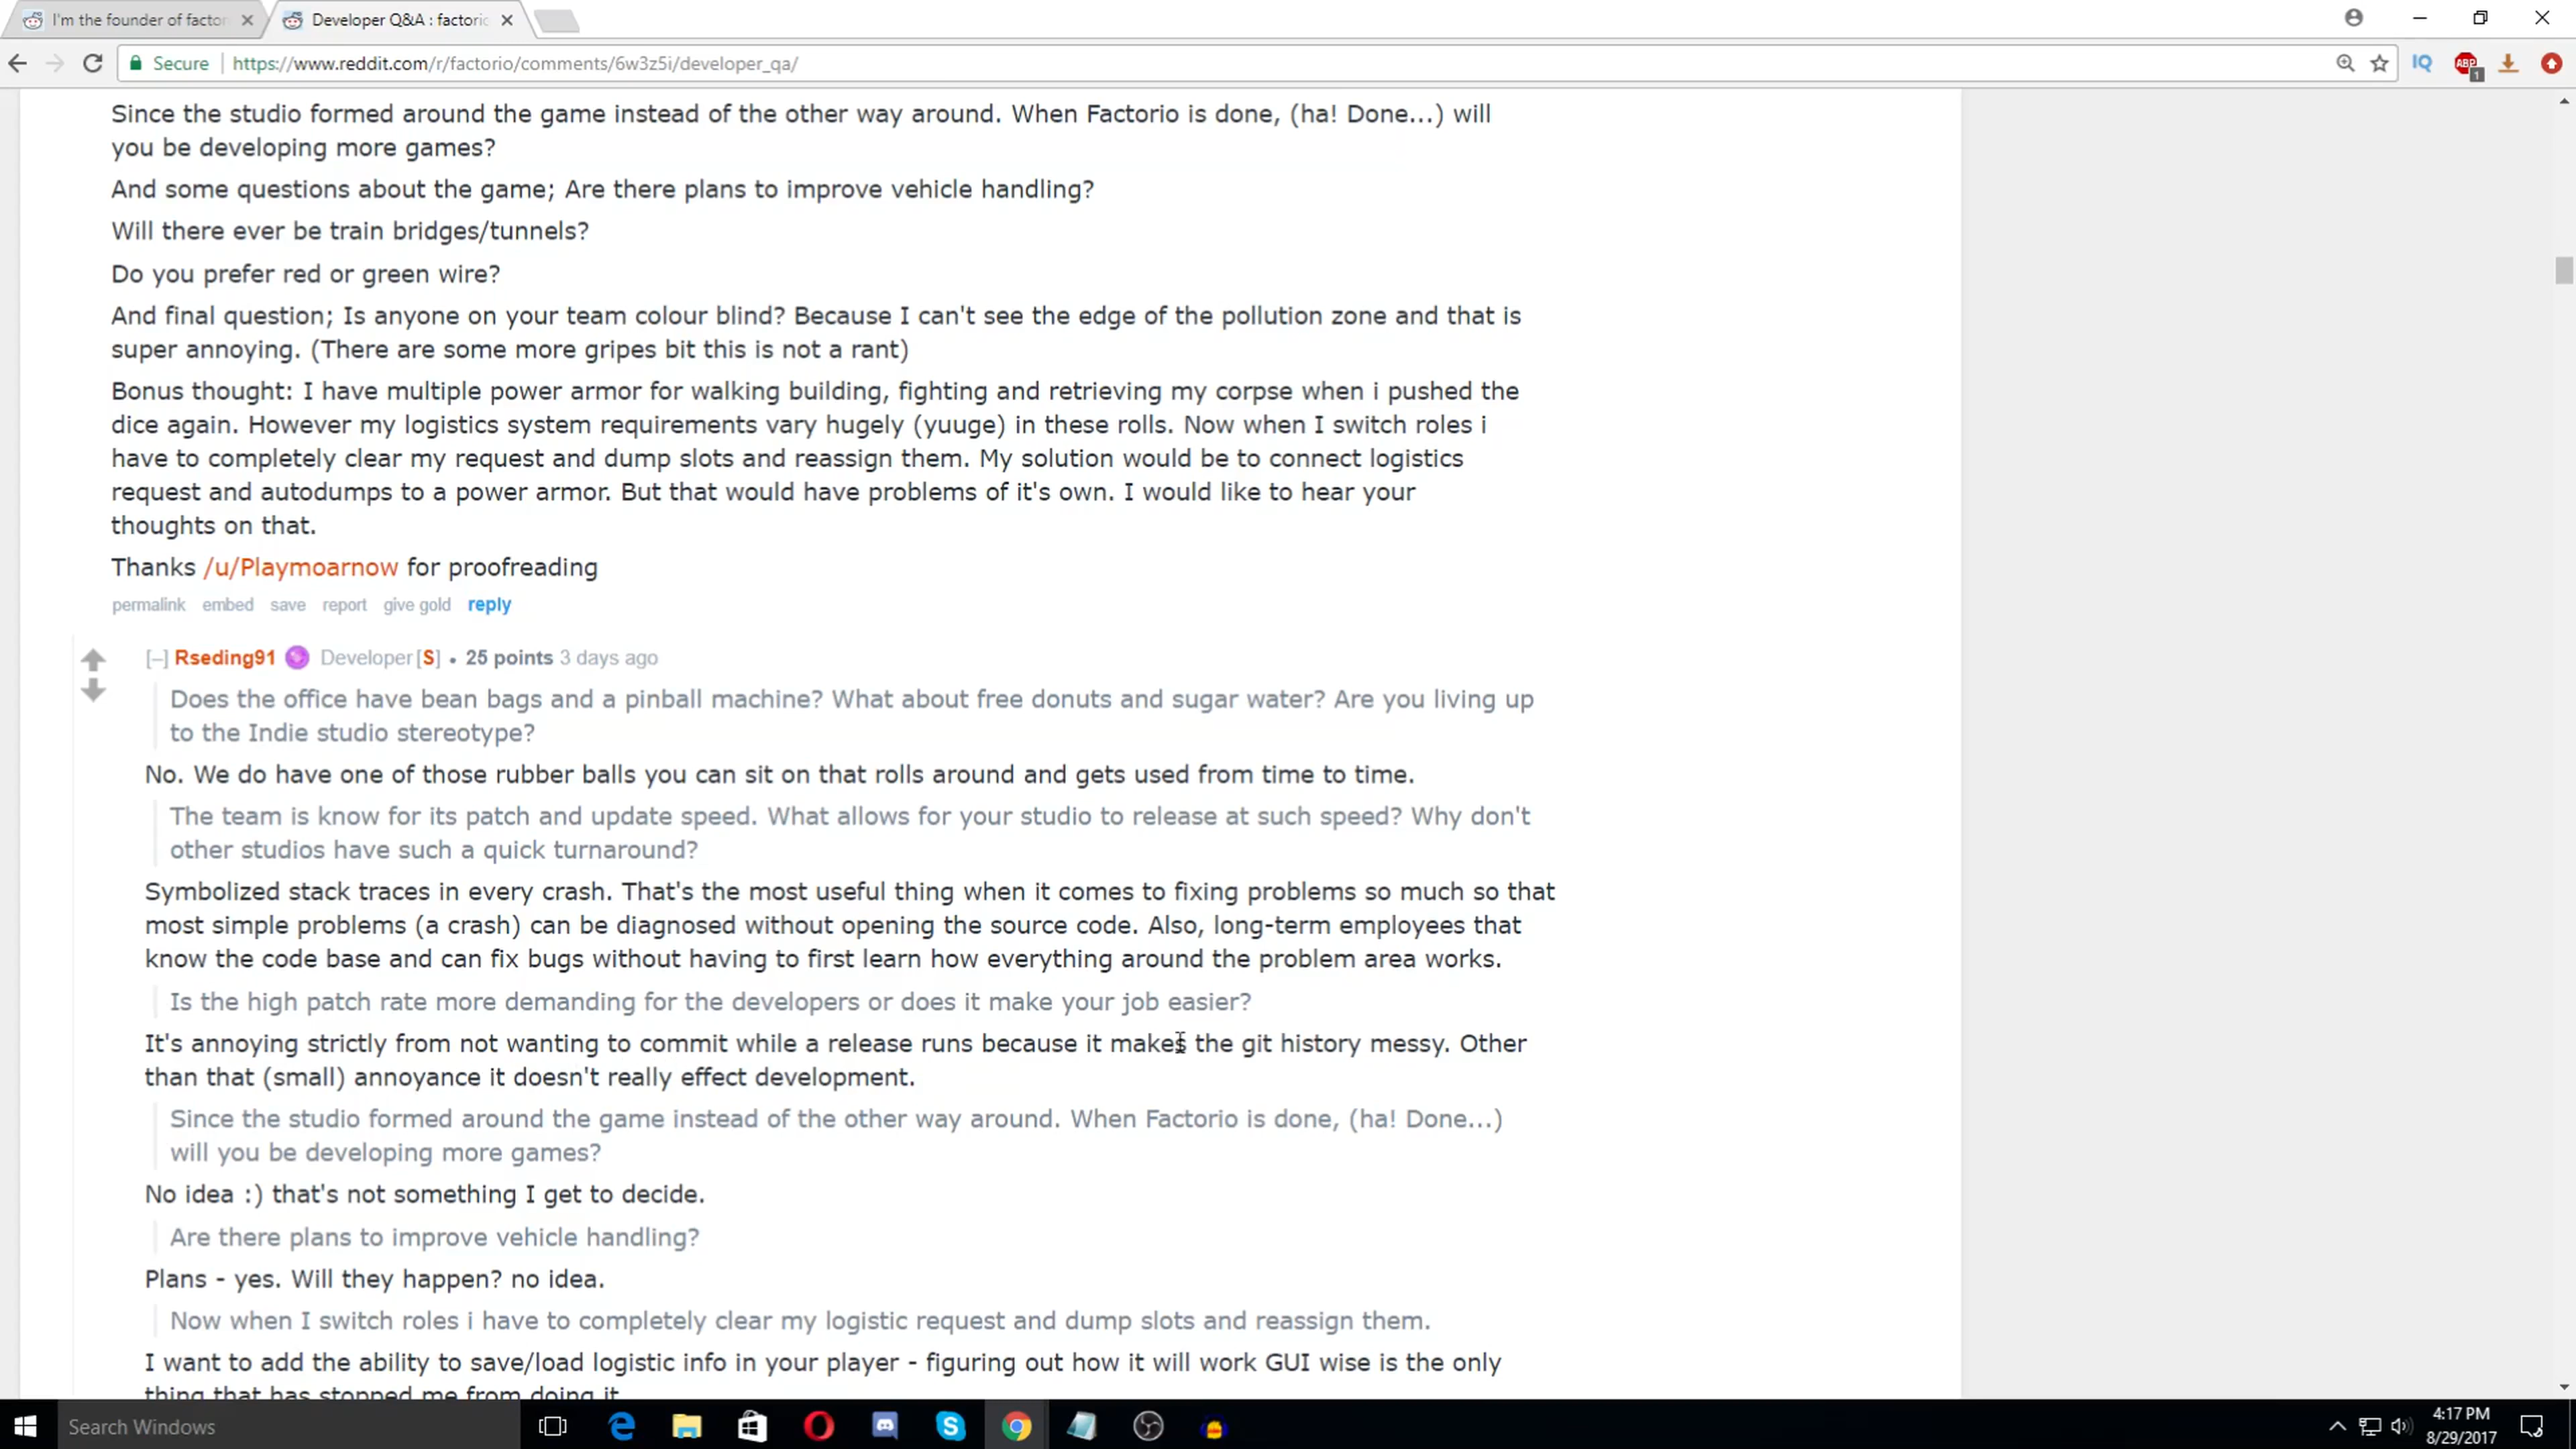 I'm the founder of factor
Developer Q&A : factoric
Secure
https://www.reddit.com/r/factorio/comments/6w3z5i/developer_qa/
IQ
ABP
1
Since the studio formed around the game instead of the other way around. When Factorio is done, (ha! Done...) will
you be developing more games?
And some questions about the game; Are there plans to improve vehicle handling?
Will there ever be train bridges/tunnels?
Do you prefer red or green wire?
And final question; Is anyone on your team colour blind? Because I can't see the edge of the pollution zone and that is
super annoying. (There are some more gripes bit this is not a rant)
Bonus thought: I have multiple power armor for walking building, fighting and retrieving my corpse when i pushed the
dice again. However my logistics system requirements vary hugely (yuuge) in these rolls. Now when I switch roles i
have to completely clear my request and dump slots and reassign them. My solution would be to connect logistics
request and autodumps to a power armor. But that would have problems of it's own. I would like to hear your
thoughts on that.
Thanks /u/Playmoarnow for proofreading
permalink embed save report give gold reply
[–] Rseding91 Developer[S] • 25 points 3 days ago
Does the office have bean bags and a pinball machine? What about free donuts and sugar water? Are you living up
to the Indie studio stereotype?
No. We do have one of those rubber balls you can sit on that rolls around and gets used from time to time.
The team is know for its patch and update speed. What allows for your studio to release at such speed? Why don't
other studios have such a quick turnaround?
Symbolized stack traces in every crash. That's the most useful thing when it comes to fixing problems so much so that
most simple problems (a crash) can be diagnosed without opening the source code. Also, long-term employees that
know the code base and can fix bugs without having to first learn how everything around the problem area works.
Is the high patch rate more demanding for the developers or does it make your job easier?
It's annoying strictly from not wanting to commit while a release runs because it makes the git history messy. Other
than that (small) annoyance it doesn't really effect development.
Since the studio formed around the game instead of the other way around. When Factorio is done, (ha! Done...)
will you be developing more games?
No idea :) that's not something I get to decide.
Are there plans to improve vehicle handling?
Plans - yes. Will they happen? no idea.
Now when I switch roles i have to completely clear my logistic request and dump slots and reassign them.
I want to add the ability to save/load logistic info in your player - figuring out how it will work GUI wise is the only
thing that has stopped me from doing it
Search Windows
4:17 PM
8/29/2017